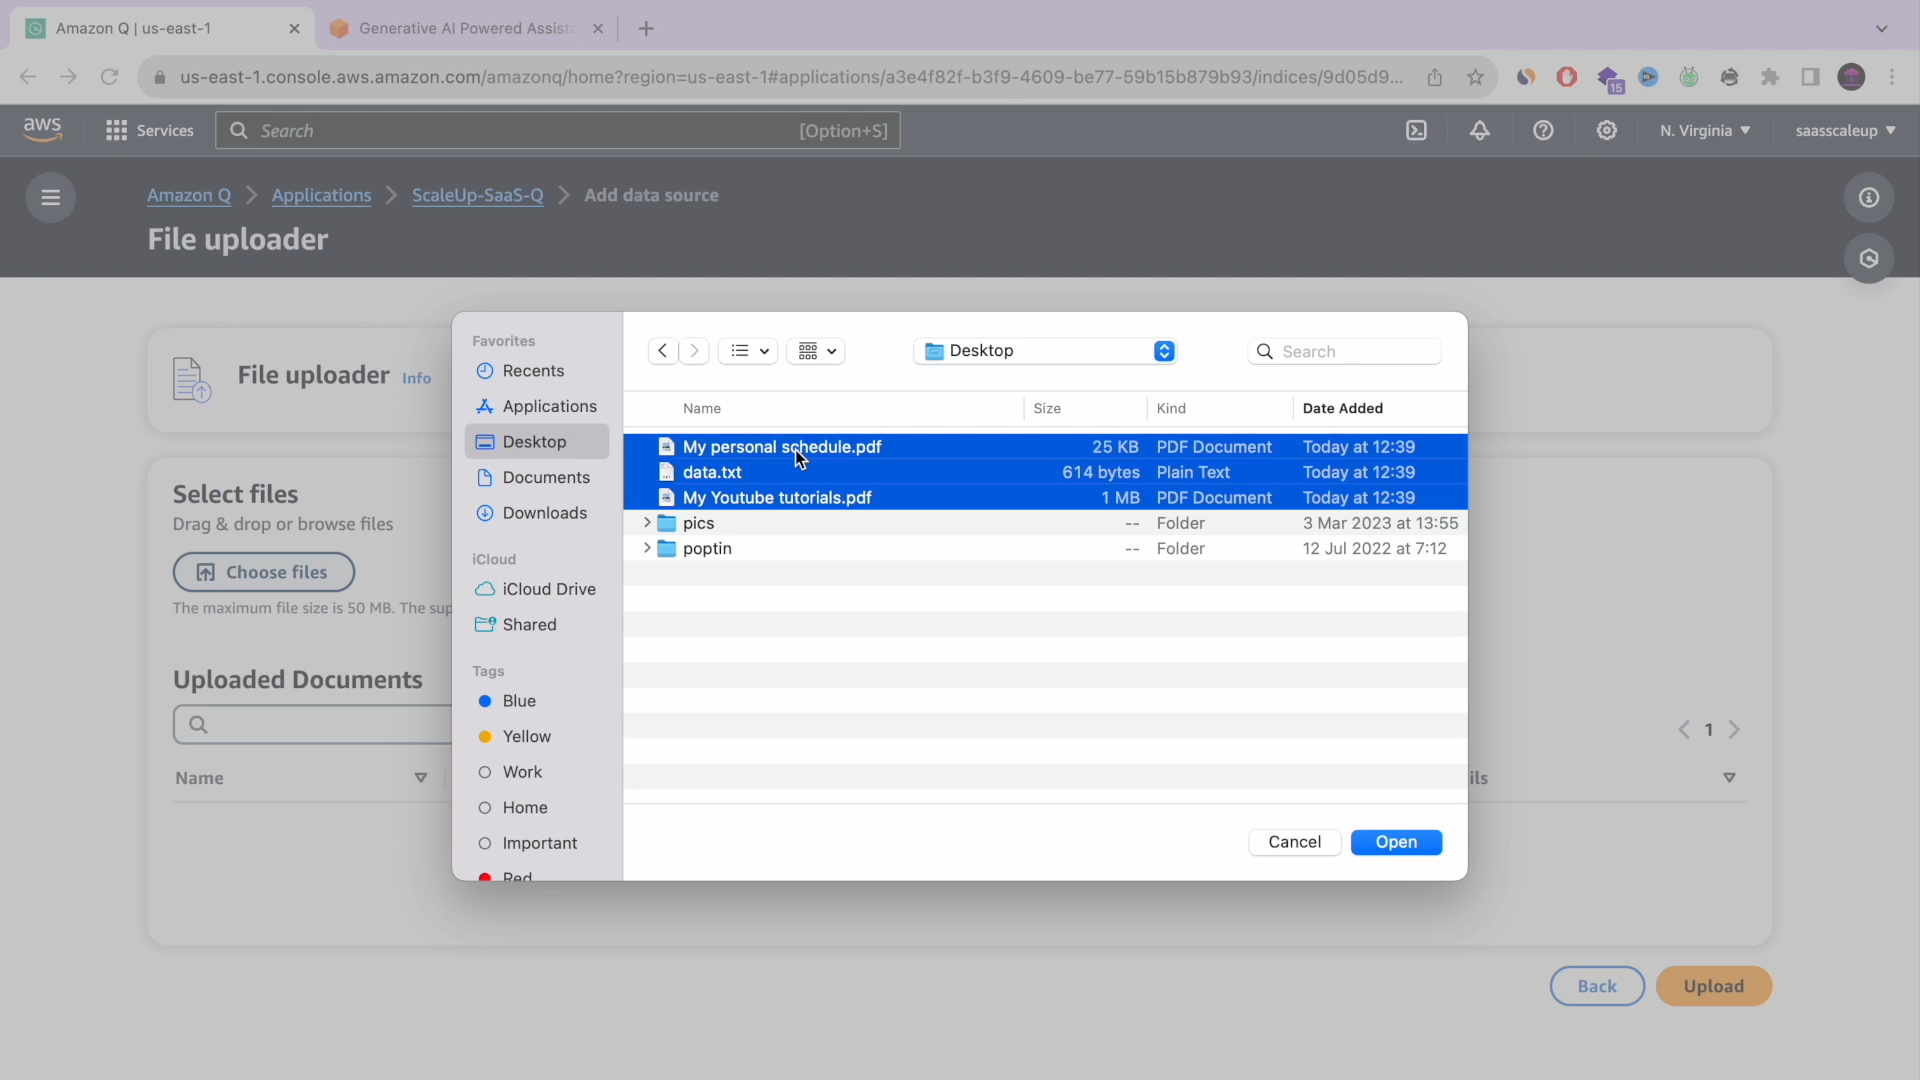 Amazon Q | us-east-1
Generative AI Powered Assist
us-east-1.console.aws.amazon.com/amazonq/home?region=us-east-1#applications/a3e4f82f-b3f9-4609-be77-59b15b879b93/indices/9d05d9...
15
aws
Services
Search
[Option+S]
N. Virginia
saasscaleup
Amazon Q > Applications > ScaleUp-SaaS-Q > Add data source
File uploader
File uploader Info
Select files
Drag & drop or browse files
Choose files
The maximum file size is 50 MB. The sup
Uploaded Documents
1
Name
ils
Back
Upload
Favorites
Recents
Applications
Desktop
Documents
Downloads
iCloud
iCloud Drive
Shared
Tags
Blue
Yellow
Work
Home
Important
Red
Desktop
Search
Name Size Kind Date Added
My personal schedule.pdf 25 KB PDF Document Today at 12:39
data.txt 614 bytes Plain Text Today at 12:39
My Youtube tutorials.pdf 1 MB PDF Document Today at 12:39
pics -- Folder 3 Mar 2023 at 13:55
poptin -- Folder 12 Jul 2022 at 7:12
Cancel
Open